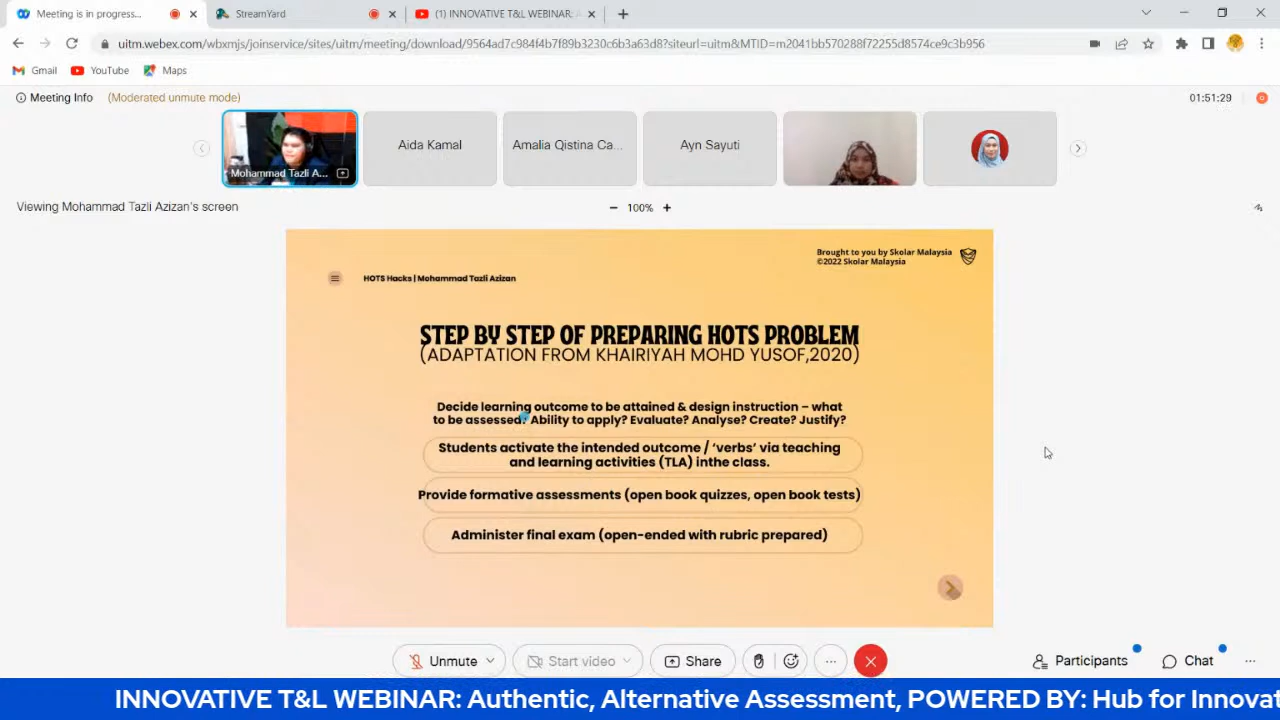 Meeting is in progress...
StreamYard
(1) INNOVATIVE T&L WEBINAR:
uitm.webex.com/wbxmjs/joinservice/sites/uitm/meeting/download/9564ad7c984f4b7f89b3230c6b3a63d8?siteurl=uitm&MTID=m2041bb570288f72255d8574ce9c3b956
Gmail YouTube Maps
Meeting Info (Moderated unmute mode) 01:51:29
Mohammad Tazli A...
Aida Kamal
Amalia Qistina Ca...
Ayn Sayuti
Viewing Mohammad Tazli Azizan's screen
100%
Brought to you by Skolar Malaysia
©2022 Skolar Malaysia
HOTS Hacks | Mohammad Tazli Azizan
STEP BY STEP OF PREPARING HOTS PROBLEM
(ADAPTATION FROM KHAIRIYAH MOHD YUSOF,2020)
Decide learning outcome to be attained & design instruction – what
to be assessed? Ability to apply? Evaluate? Analyse? Create? Justify?
Students activate the intended outcome / ‘verbs’ via teaching
and learning activities (TLA) inthe class.
Provide formative assessments (open book quizzes, open book tests)
Administer final exam (open-ended with rubric prepared)
Unmute
Start video
Share
Participants
Chat
INNOVATIVE T&L WEBINAR: Authentic, Alternative Assessment, POWERED BY: Hub for Innovat